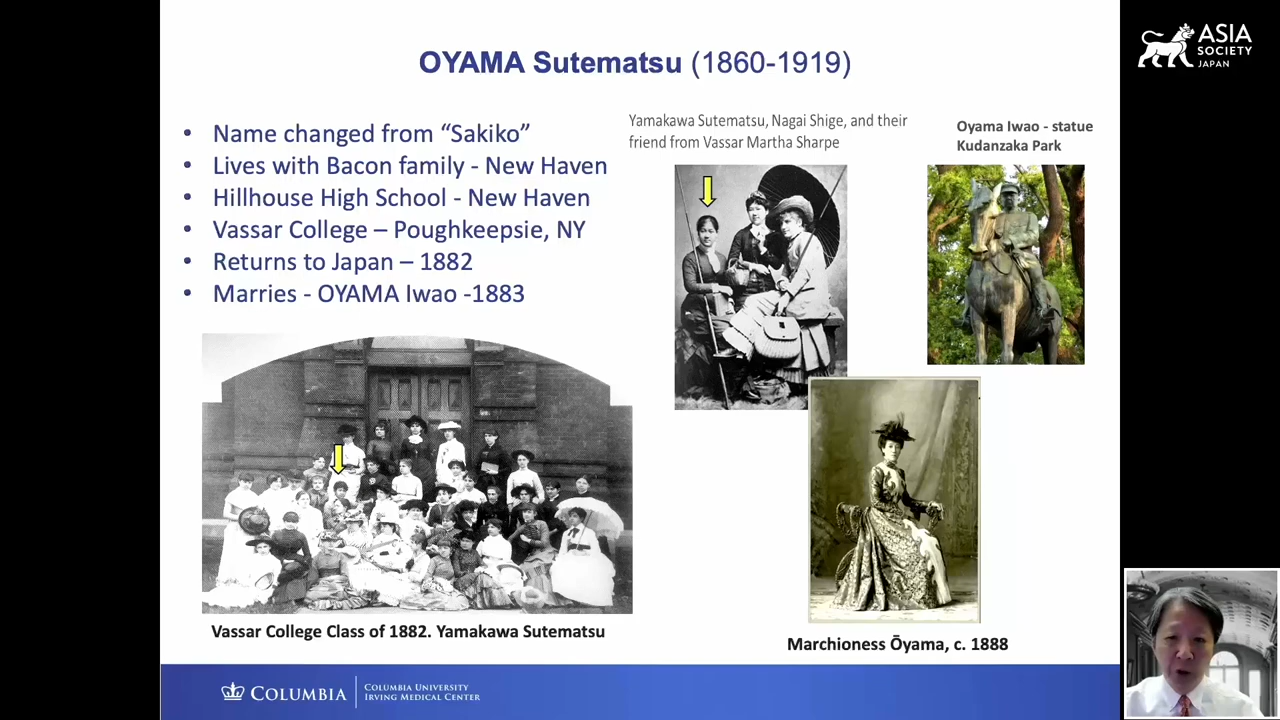 OYAMA Sutematsu (1860-1919)
• Name changed from “Sakiko”
• Lives with Bacon family - New Haven
• Hillhouse High School - New Haven
• Vassar College – Poughkeepsie, NY
• Returns to Japan – 1882
• Marries - OYAMA Iwao -1883
Yamakawa Sutematsu, Nagai Shige, and their
friend from Vassar Martha Sharpe
Oyama Iwao - statue
Kudanzaka Park
Vassar College Class of 1882. Yamakawa Sutematsu
Marchioness Ōyama, c. 1888
COLUMBIA
COLUMBIA UNIVERSITY
IRVING MEDICAL CENTER
ASIA
SOCIETY
JAPAN